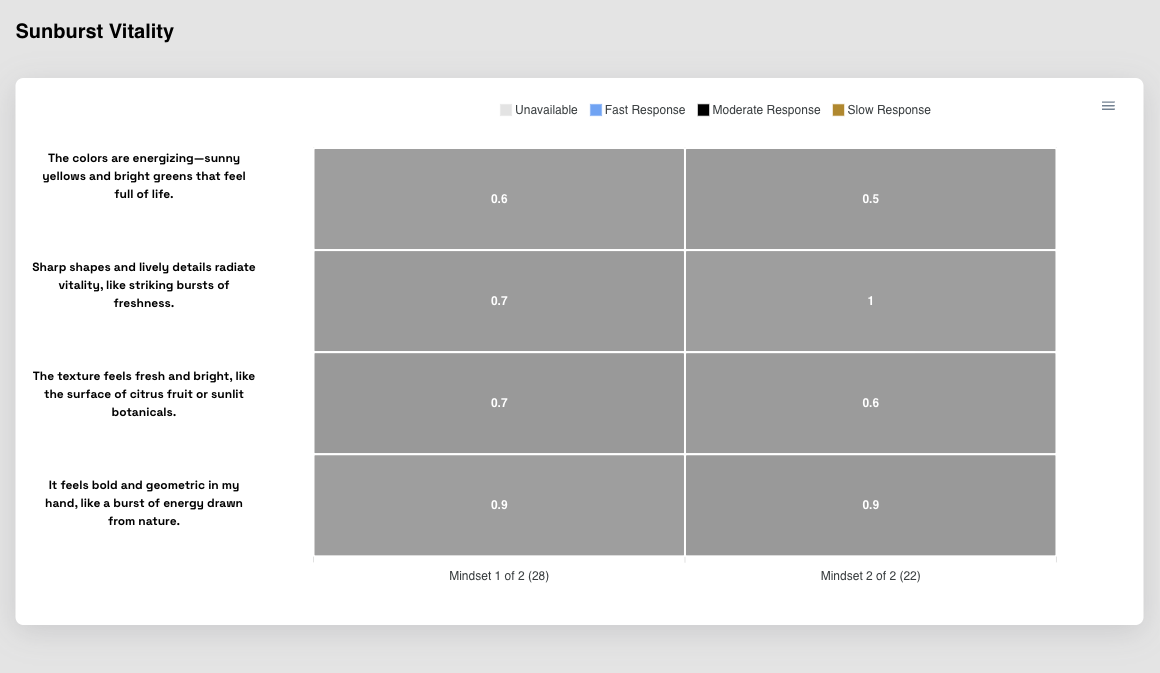 Sunburst Vitality
Unavailable Fast Response Moderate Response Slow Response
The colors are energizing—sunny
yellows and bright greens that feel
full of life.
0.6 0.5
Sharp shapes and lively details radiate
vitality, like striking bursts of
freshness.
0.7 1
The texture feels fresh and bright, like
the surface of citrus fruit or sunlit
botanicals.
0.7 0.6
It feels bold and geometric in my
hand, like a burst of energy drawn
from nature.
0.9 0.9
Mindset 1 of 2 (28) Mindset 2 of 2 (22)